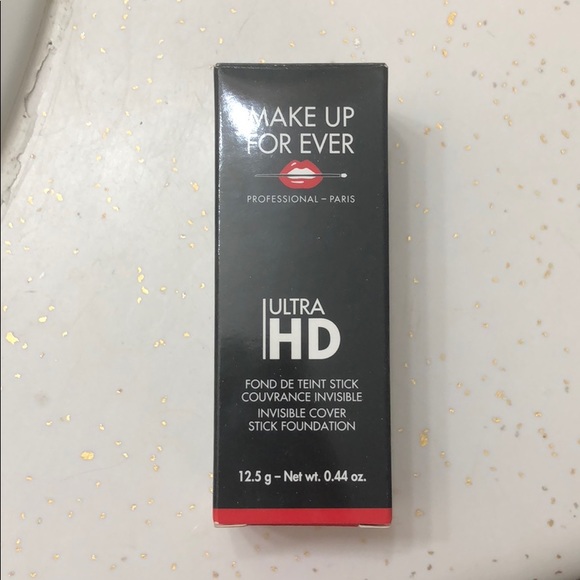 MAKE UP
FOR EVER
PROFESSIONAL – PARIS
ULTRA
HD
FOND DE TEINT STICK
COUVRANCE INVISIBLE
INVISIBLE COVER
STICK FOUNDATION
12.5 g – Net wt. 0.44 oz.